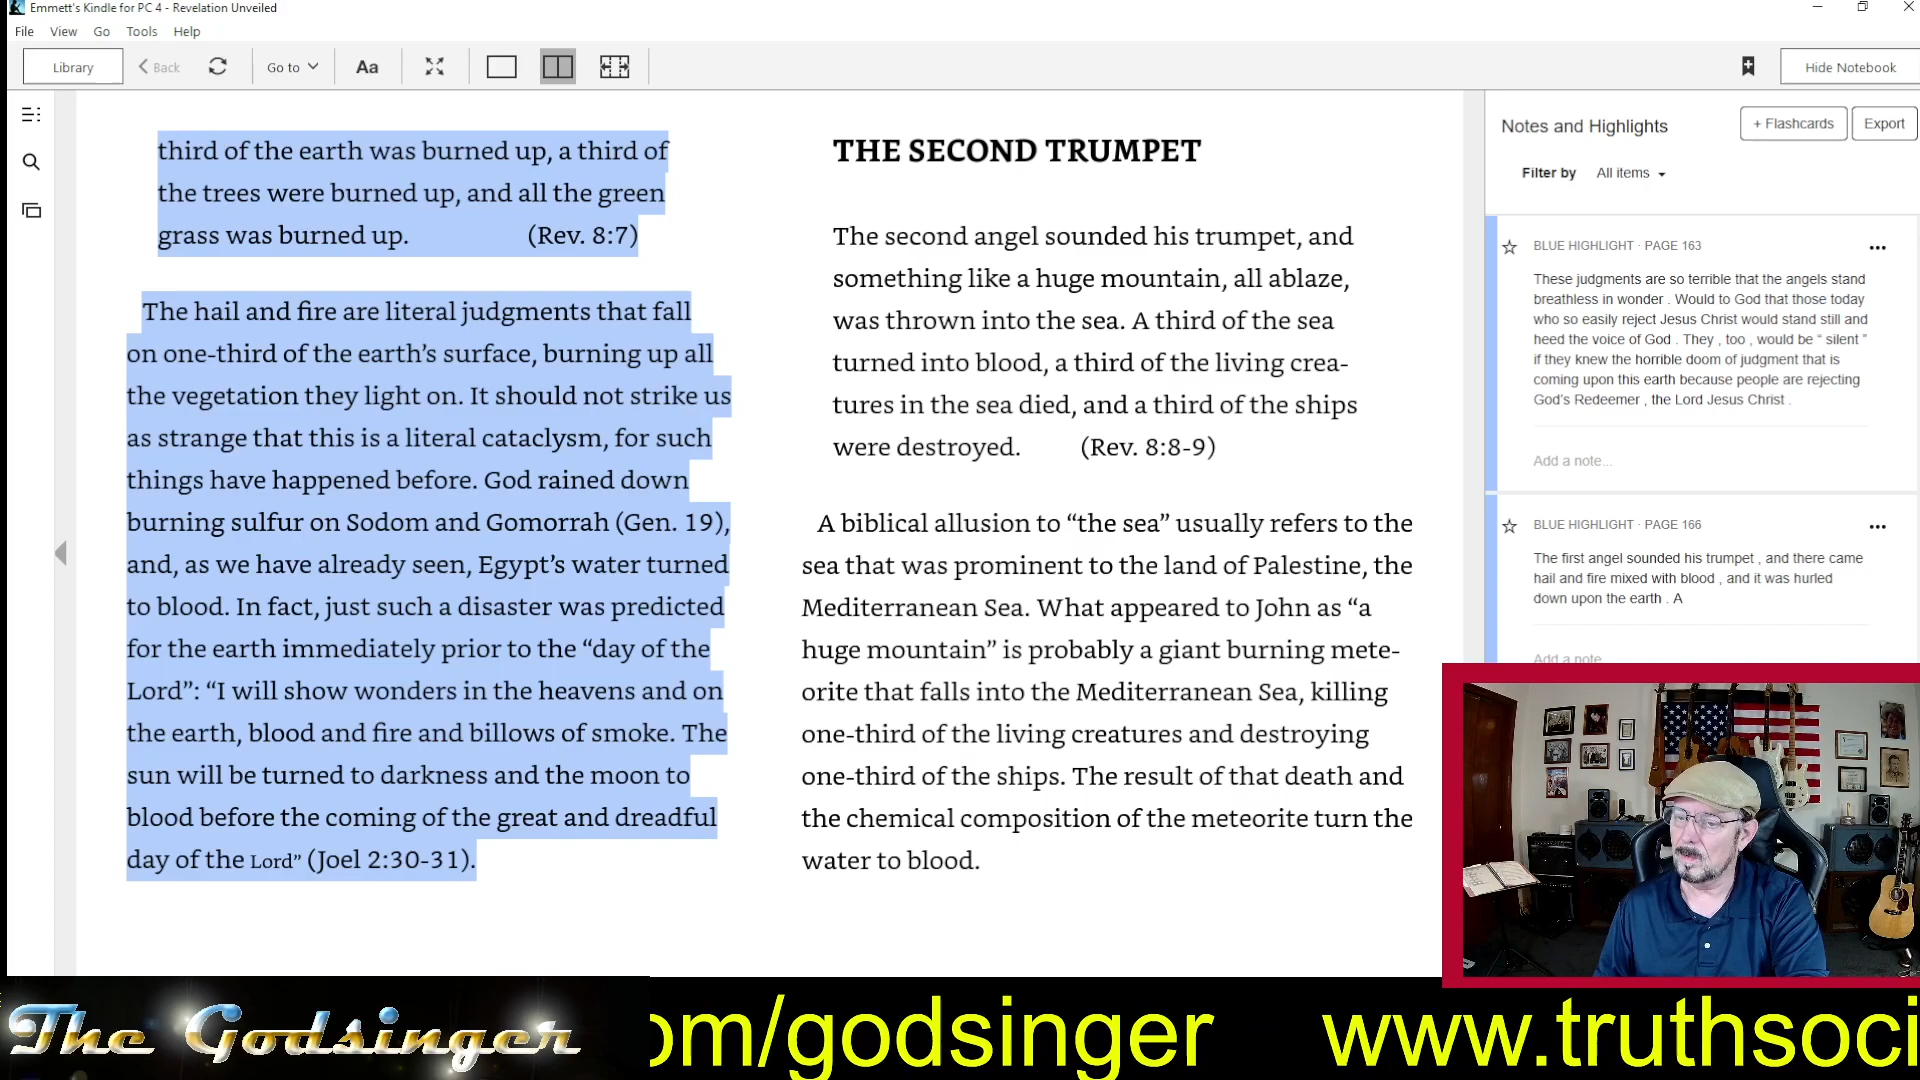 Emmett's Kindle for PC 4 - Revelation Unveiled
File View Go Tools Help
Library
Back
Go to
Aa
Hide Notebook
third of the earth was burned up, a third of
the trees were burned up, and all the green
grass was burned up. (Rev. 8:7)
The hail and fire are literal judgments that fall
on one-third of the earth's surface, burning up all
the vegetation they light on. It should not strike us
as strange that this is a literal cataclysm, for such
things have happened before. God rained down
burning sulfur on Sodom and Gomorrah (Gen. 19),
and, as we have already seen, Egypt's water turned
to blood. In fact, just such a disaster was predicted
for the earth immediately prior to the “day of the
Lord”: “I will show wonders in the heavens and on
the earth, blood and fire and billows of smoke. The
sun will be turned to darkness and the moon to
blood before the coming of the great and dreadful
day of the Lord” (Joel 2:30-31).
THE SECOND TRUMPET
The second angel sounded his trumpet, and
something like a huge mountain, all ablaze,
was thrown into the sea. A third of the sea
turned into blood, a third of the living crea-
tures in the sea died, and a third of the ships
were destroyed. (Rev. 8:8-9)
A biblical allusion to “the sea” usually refers to the
sea that was prominent to the land of Palestine, the
Mediterranean Sea. What appeared to John as “a
huge mountain” is probably a giant burning mete-
orite that falls into the Mediterranean Sea, killing
one-third of the living creatures and destroying
one-third of the ships. The result of that death and
the chemical composition of the meteorite turn the
water to blood.
Notes and Highlights
+ Flashcards
Export
Filter by All items
BLUE HIGHLIGHT · PAGE 163
These judgments are so terrible that the angels stand
breathless in wonder . Would to God that those today
who so easily reject Jesus Christ would stand still and
heed the voice of God . They , too , would be “ silent ”
if they knew the horrible doom of judgment that is
coming upon this earth because people are rejecting
God's Redeemer , the Lord Jesus Christ .
Add a note...
BLUE HIGHLIGHT · PAGE 166
The first angel sounded his trumpet , and there came
hail and fire mixed with blood , and it was hurled
down upon the earth . A
Add a note
The Godsinger
om/godsinger www.truthsoci